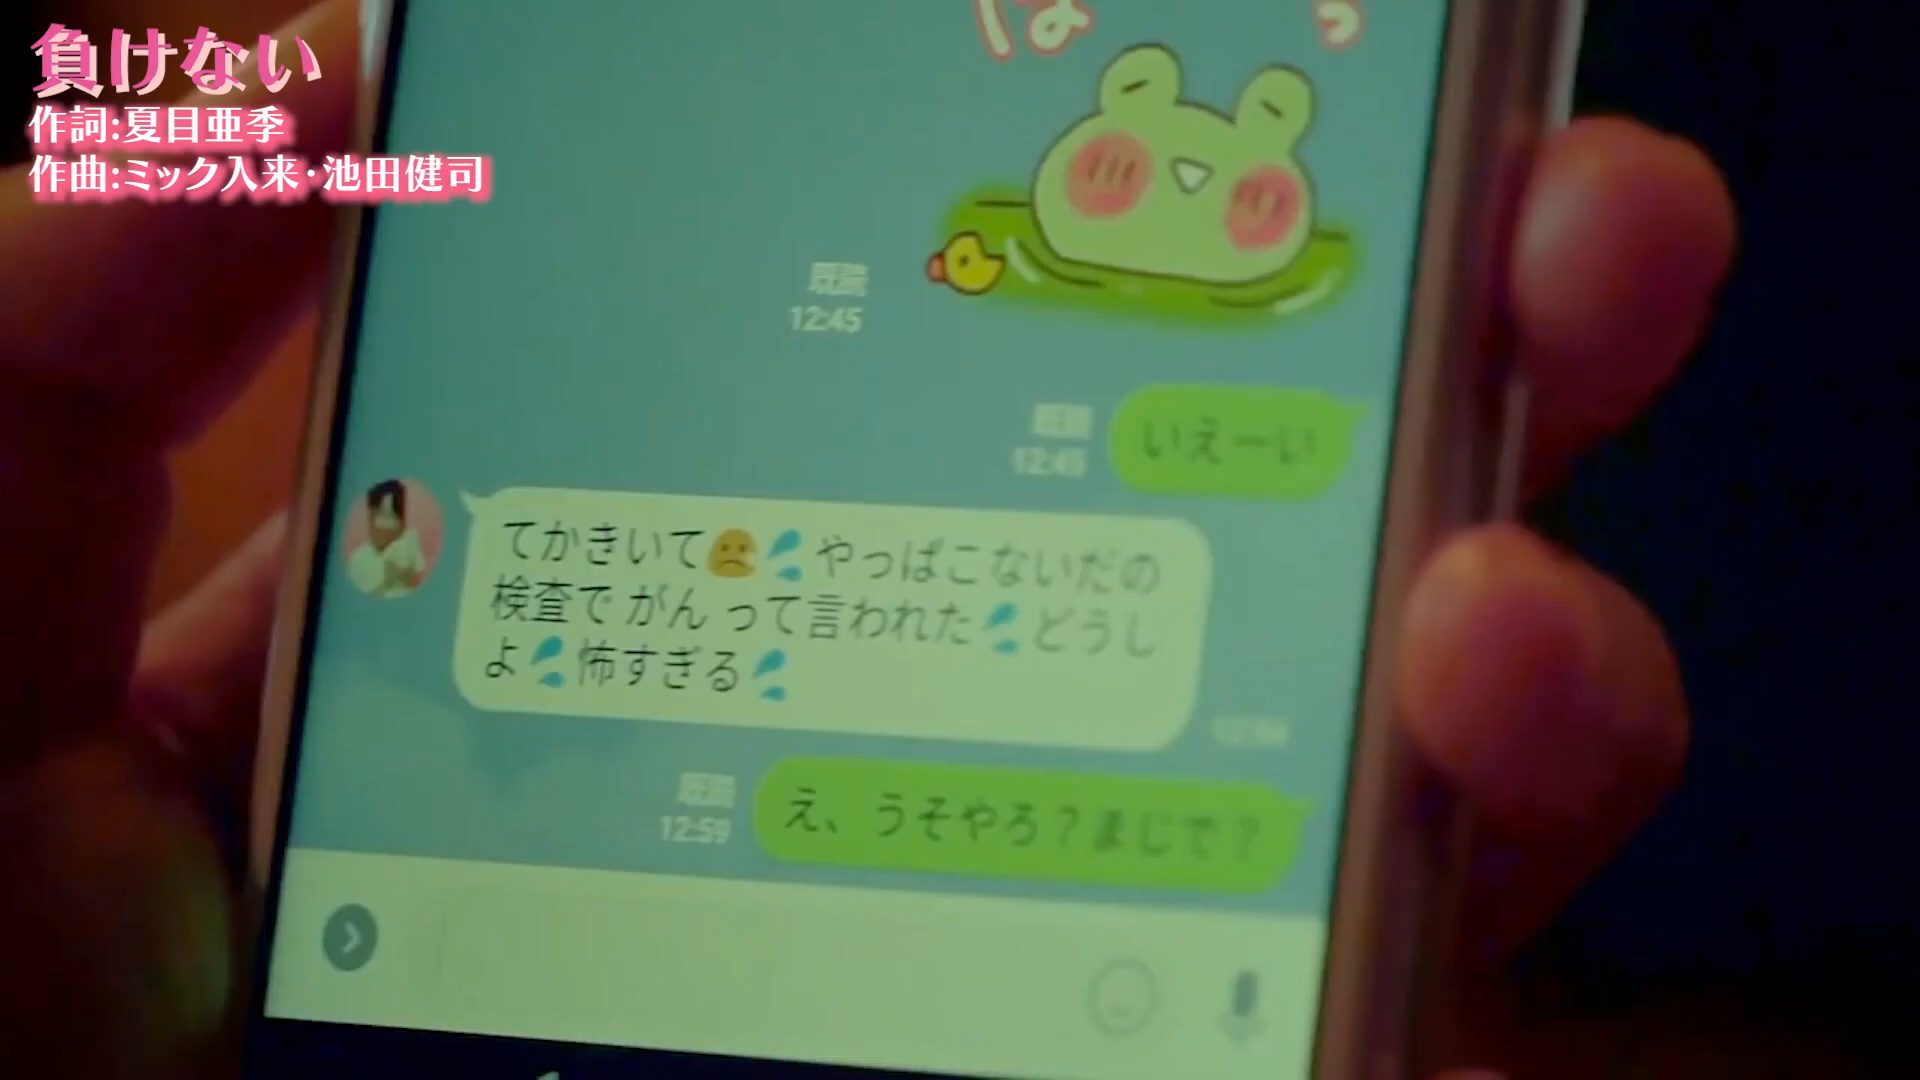 負けない
作詞:夏目亜季
作曲:ミック入来・池田健司
は
っ
既読
12:45
既読
12:45
いえーい
てかきいて😞💦やっぱこないだの
検査で がん って言われた💦どうし
よ💦怖すぎる💦
既読
12:59
え、うそやろ？まじで？